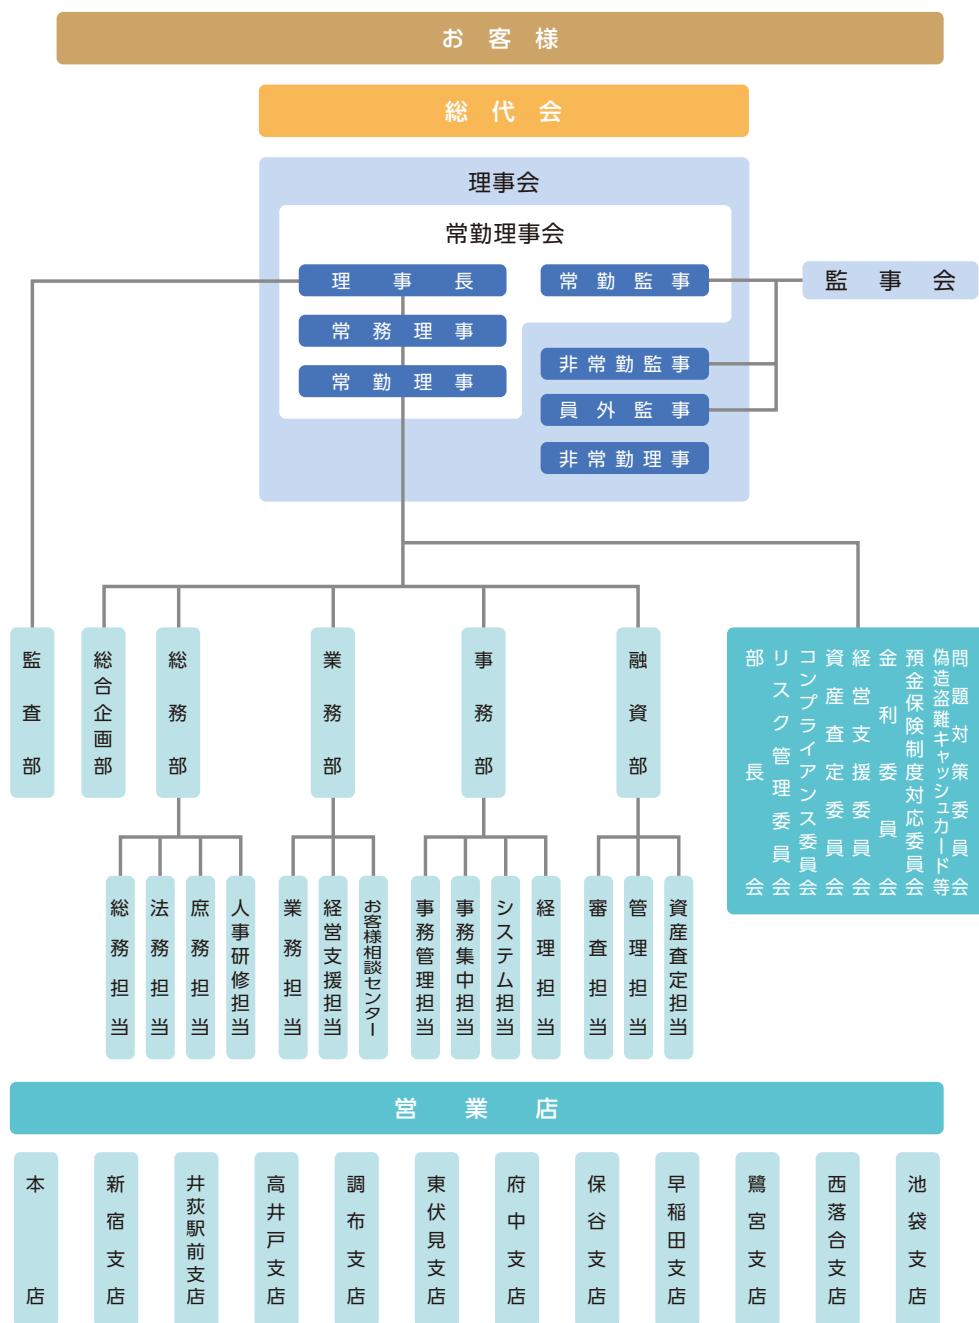 お客様
総代会
理事会
常勤理事会
理事長
常勤監事
監事会
常務理事
常勤理事
非常勤監事
員外監事
非常勤理事
監査部
総合企画部
総務部
業務部
事務部
融資部
部長会
リスク管理委員会
コンプライアンス委員会
資産査定委員会
経営支援委員会
金利委員会
預金保険制度対応委員会
偽造盗難キャッシュカード等
問題対策委員会
総務担当
法務担当
庶務担当
人事研修担当
業務担当
経営支援担当
お客様相談センター
事務管理担当
事務集中担当
システム担当
経理担当
審査担当
管理担当
資産査定担当
営業店
本店
新宿支店
井荻駅前支店
高井戸支店
調布支店
東伏見支店
府中支店
保谷支店
早稲田支店
鷺宮支店
西落合支店
池袋支店